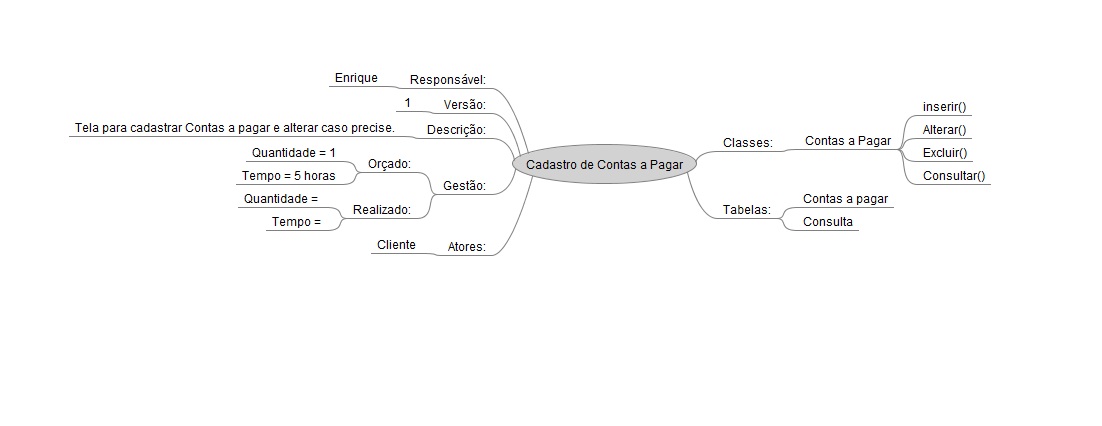 Cadastro de Contas a Pagar
Responsável:
Enrique
Versão:
1
Descrição:
Tela para cadastrar Contas a pagar e alterar caso precise.
Gestão:
Orçado:
Quantidade = 1
Tempo = 5 horas
Realizado:
Quantidade =
Tempo =
Atores:
Cliente
Classes:
Contas a Pagar
inserir()
Alterar()
Excluir()
Consultar()
Tabelas:
Contas a pagar
Consulta